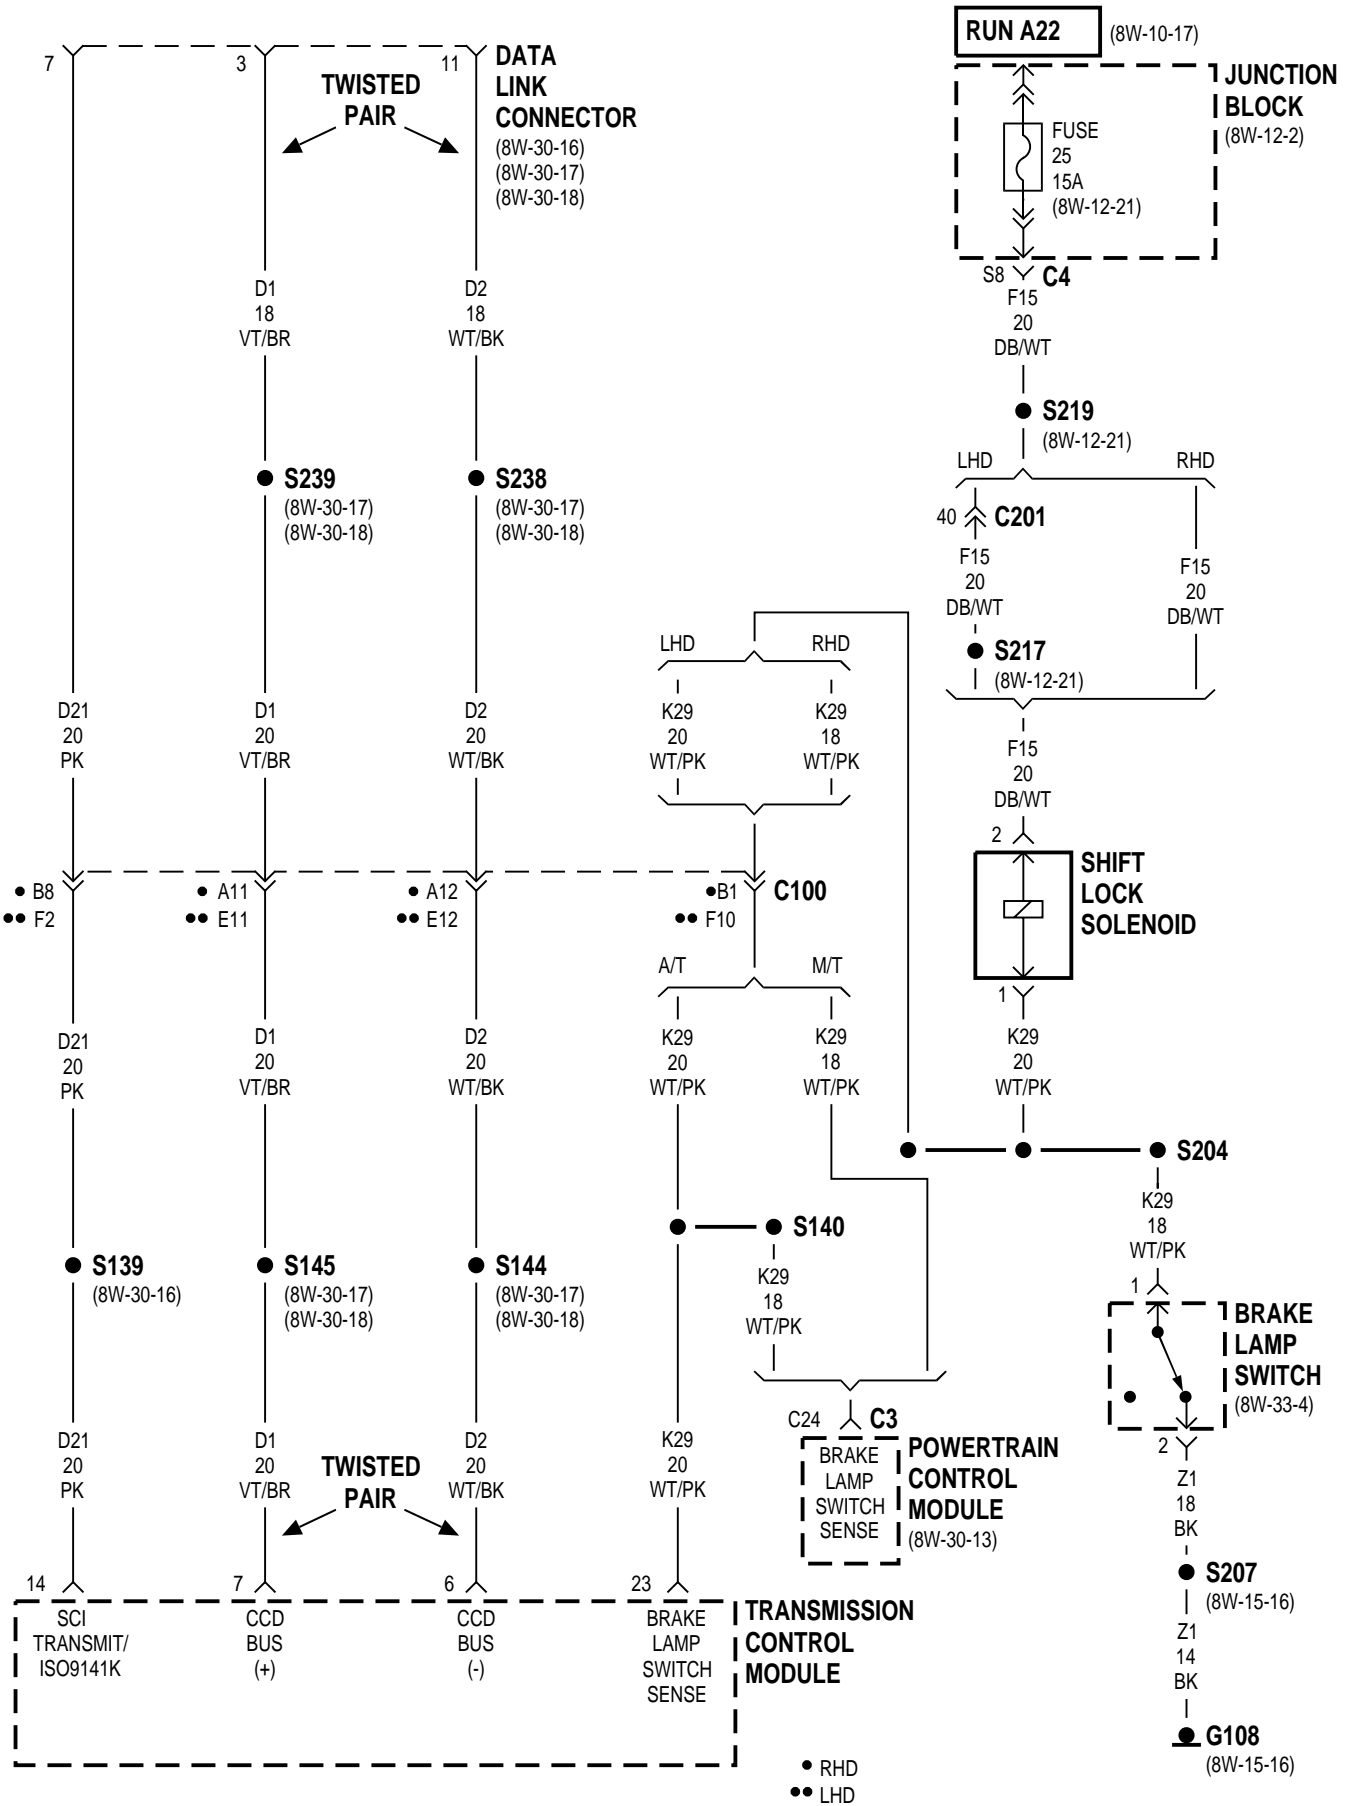 RUN A22 (8W-10-17)
7
3
11
DATA
LINK
CONNECTOR
(8W-30-16)
(8W-30-17)
(8W-30-18)
TWISTED
PAIR
JUNCTION
BLOCK
(8W-12-2)
FUSE
25
15A
(8W-12-21)
S8
C4
F15
20
DB/WT
D1
18
VT/BR
D2
18
WT/BK
S219
(8W-12-21)
LHD
RHD
S239
(8W-30-17)
(8W-30-18)
S238
(8W-30-17)
(8W-30-18)
40
C201
F15
20
DB/WT
F15
20
DB/WT
S217
(8W-12-21)
LHD
RHD
D21
20
PK
D1
20
VT/BR
D2
20
WT/BK
K29
20
WT/PK
K29
18
WT/PK
F15
20
DB/WT
2
SHIFT
LOCK
SOLENOID
1
• B8
•• F2
• A11
•• E11
• A12
•• E12
•B1
•• F10
C100
A/T
M/T
D21
20
PK
D1
20
VT/BR
D2
20
WT/BK
K29
20
WT/PK
K29
18
WT/PK
K29
20
WT/PK
S204
K29
18
WT/PK
S140
K29
18
WT/PK
S139
(8W-30-16)
S145
(8W-30-17)
(8W-30-18)
S144
(8W-30-17)
(8W-30-18)
1
BRAKE
LAMP
SWITCH
(8W-33-4)
2
C24
C3
BRAKE
LAMP
SWITCH
SENSE
POWERTRAIN
CONTROL
MODULE
(8W-30-13)
D21
20
PK
D1
20
VT/BR
TWISTED
PAIR
D2
20
WT/BK
K29
20
WT/PK
Z1
18
BK
S207
(8W-15-16)
Z1
14
BK
G108
(8W-15-16)
14
7
6
23
SCI
TRANSMIT/
ISO9141K
CCD
BUS
(+)
CCD
BUS
(-)
BRAKE
LAMP
SWITCH
SENSE
TRANSMISSION
CONTROL
MODULE
• RHD
•• LHD